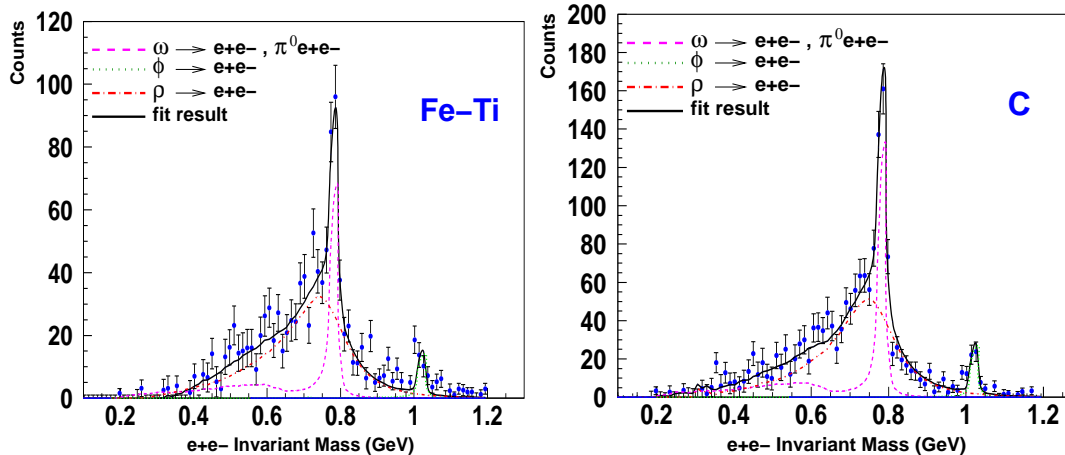 Counts
120
100
80
60
40
20
0
ω → e+e− , π⁰e+e−
ϕ → e+e−
ρ → e+e−
fit result
Fe−Ti
0.2 0.4 0.6 0.8 1 1.2
e+e− Invariant Mass (GeV)
Counts
200
180
160
140
120
100
80
60
40
20
0
ω → e+e− , π⁰e+e−
ϕ → e+e−
ρ → e+e−
fit result
C
0.2 0.4 0.6 0.8 1 1.2
e+e− Invariant Mass (GeV)